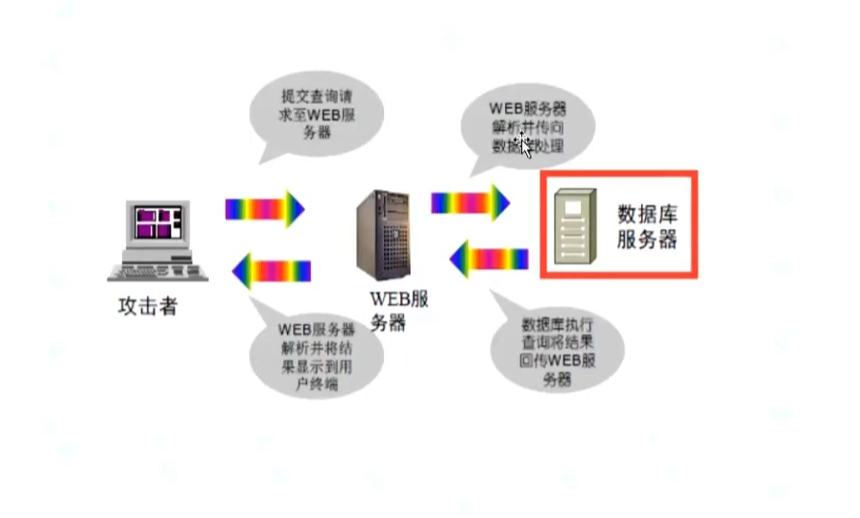 提交查询请
求至WEB服
务器
WEB服务器
解析并传向
数据库处理
数据库
服务器
攻击者
WEB服
务器
WEB服务器
解析并将结
果显示到用
户终端
数据库执行
查询将结果
回传WEB服
务器